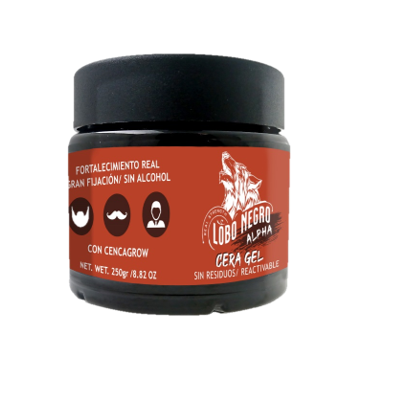 FORTALECIMIENTO REAL
GRAN FIJACIÓN/ SIN ALCOHOL
CON CENCAGROW
NET. WET. 250gr /8.82 OZ
LOBO NEGRO
ALPHA
CERA GEL
SIN RESIDUOS/ REACTIVABLE